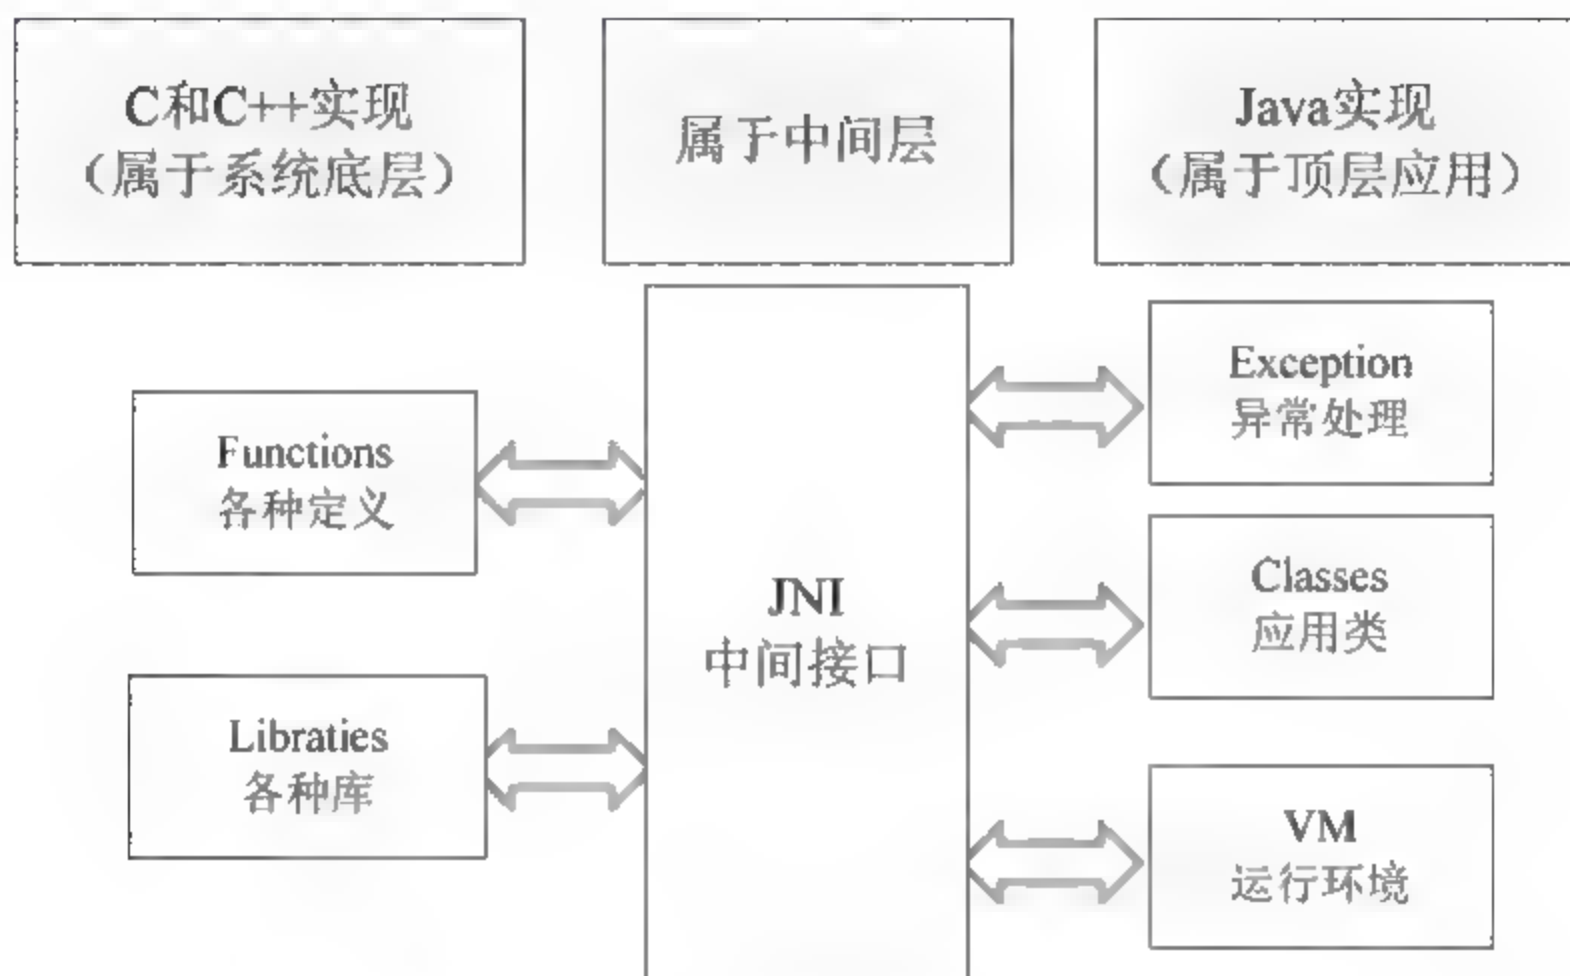 C和C++实现
（属于系统底层）
属于中间层
Java实现
（属于顶层应用）
Functions
各种定义
Libraties
各种库
JNI
中间接口
Exception
异常处理
Classes
应用类
VM
运行环境